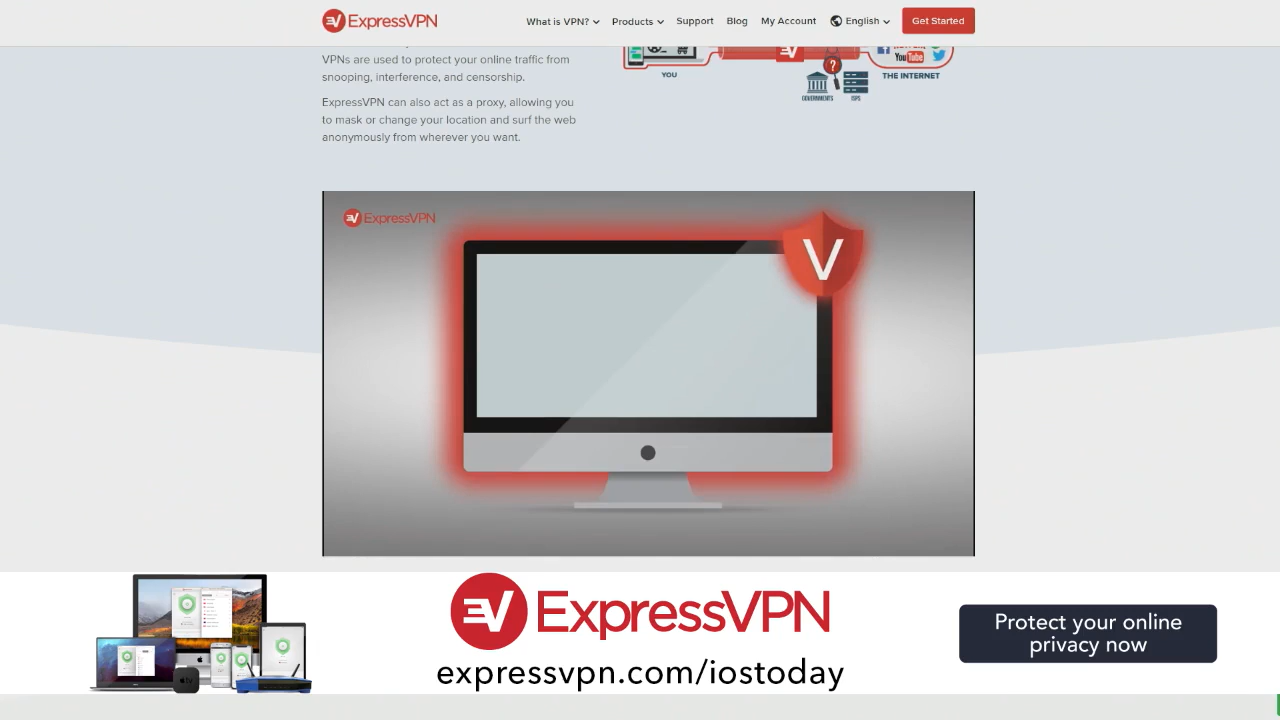 ExpressVPN
What is VPN? Products Support Blog My Account English Get Started
VPNs are used to protect your online traffic from
snooping, interference, and censorship.
ExpressVPN can also act as a proxy, allowing you
to mask or change your location and surf the web
anonymously from wherever you want.
YOU
GOVERNMENTS
ISPS
YouTube
THE INTERNET
ExpressVPN
V
ExpressVPN
expressvpn.com/iostoday
Protect your online
privacy now